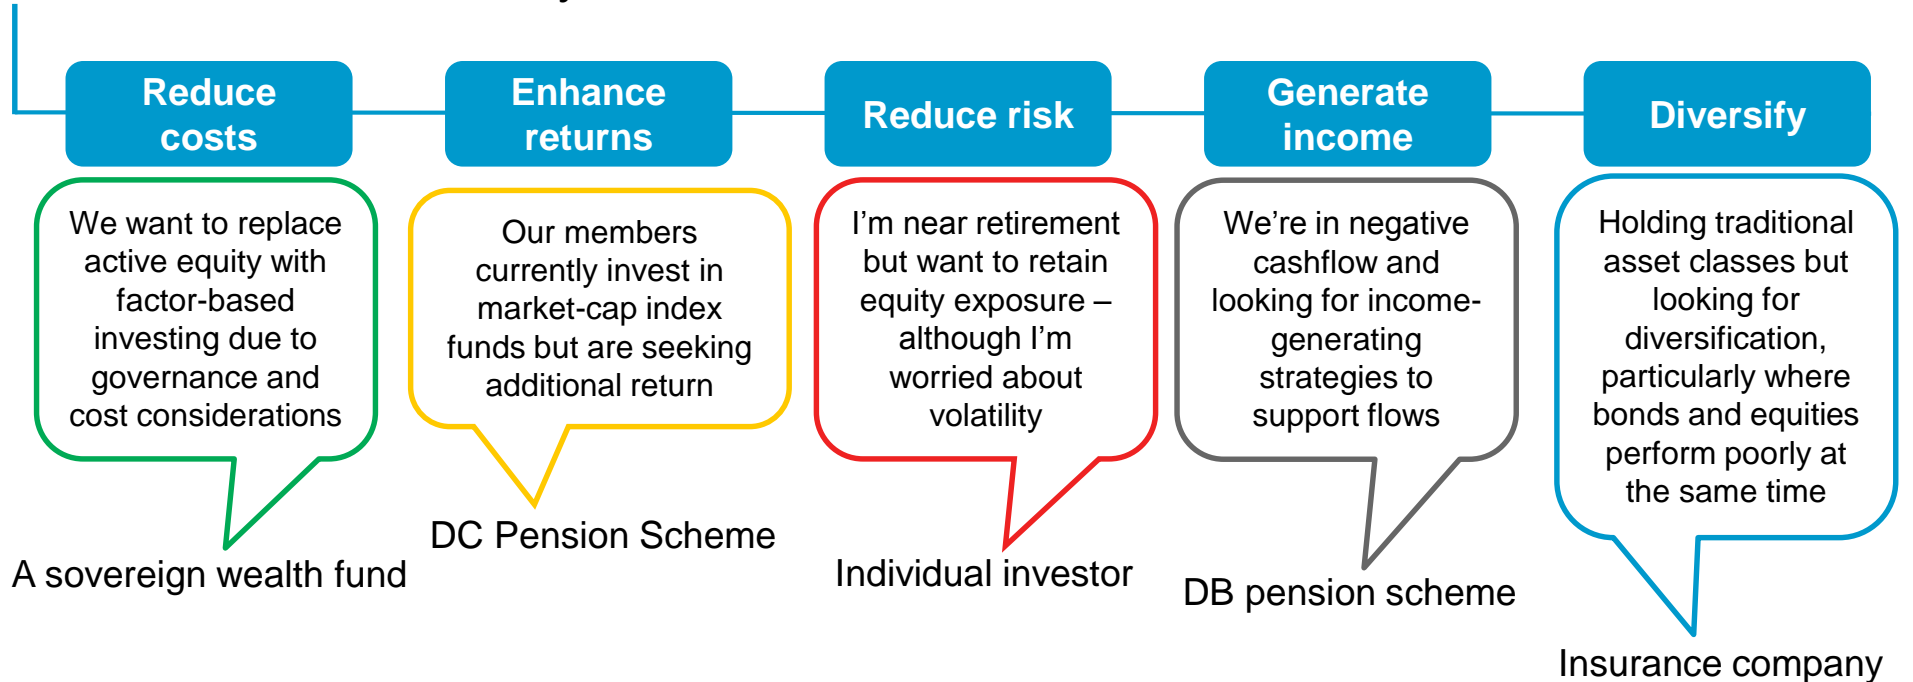 Reduce
costs
Enhance
returns
Reduce risk
Generate
income
Diversify
We want to replace
active equity with
factor-based
investing due to
governance and
cost considerations
Our members
currently invest in
market-cap index
funds but are seeking
additional return
I'm near retirement
but want to retain
equity exposure –
although I'm
worried about
volatility
We're in negative
cashflow and
looking for income-
generating
strategies to
support flows
Holding traditional
asset classes but
looking for
diversification,
particularly where
bonds and equities
perform poorly at
the same time
A sovereign wealth fund
DC Pension Scheme
Individual investor
DB pension scheme
Insurance company